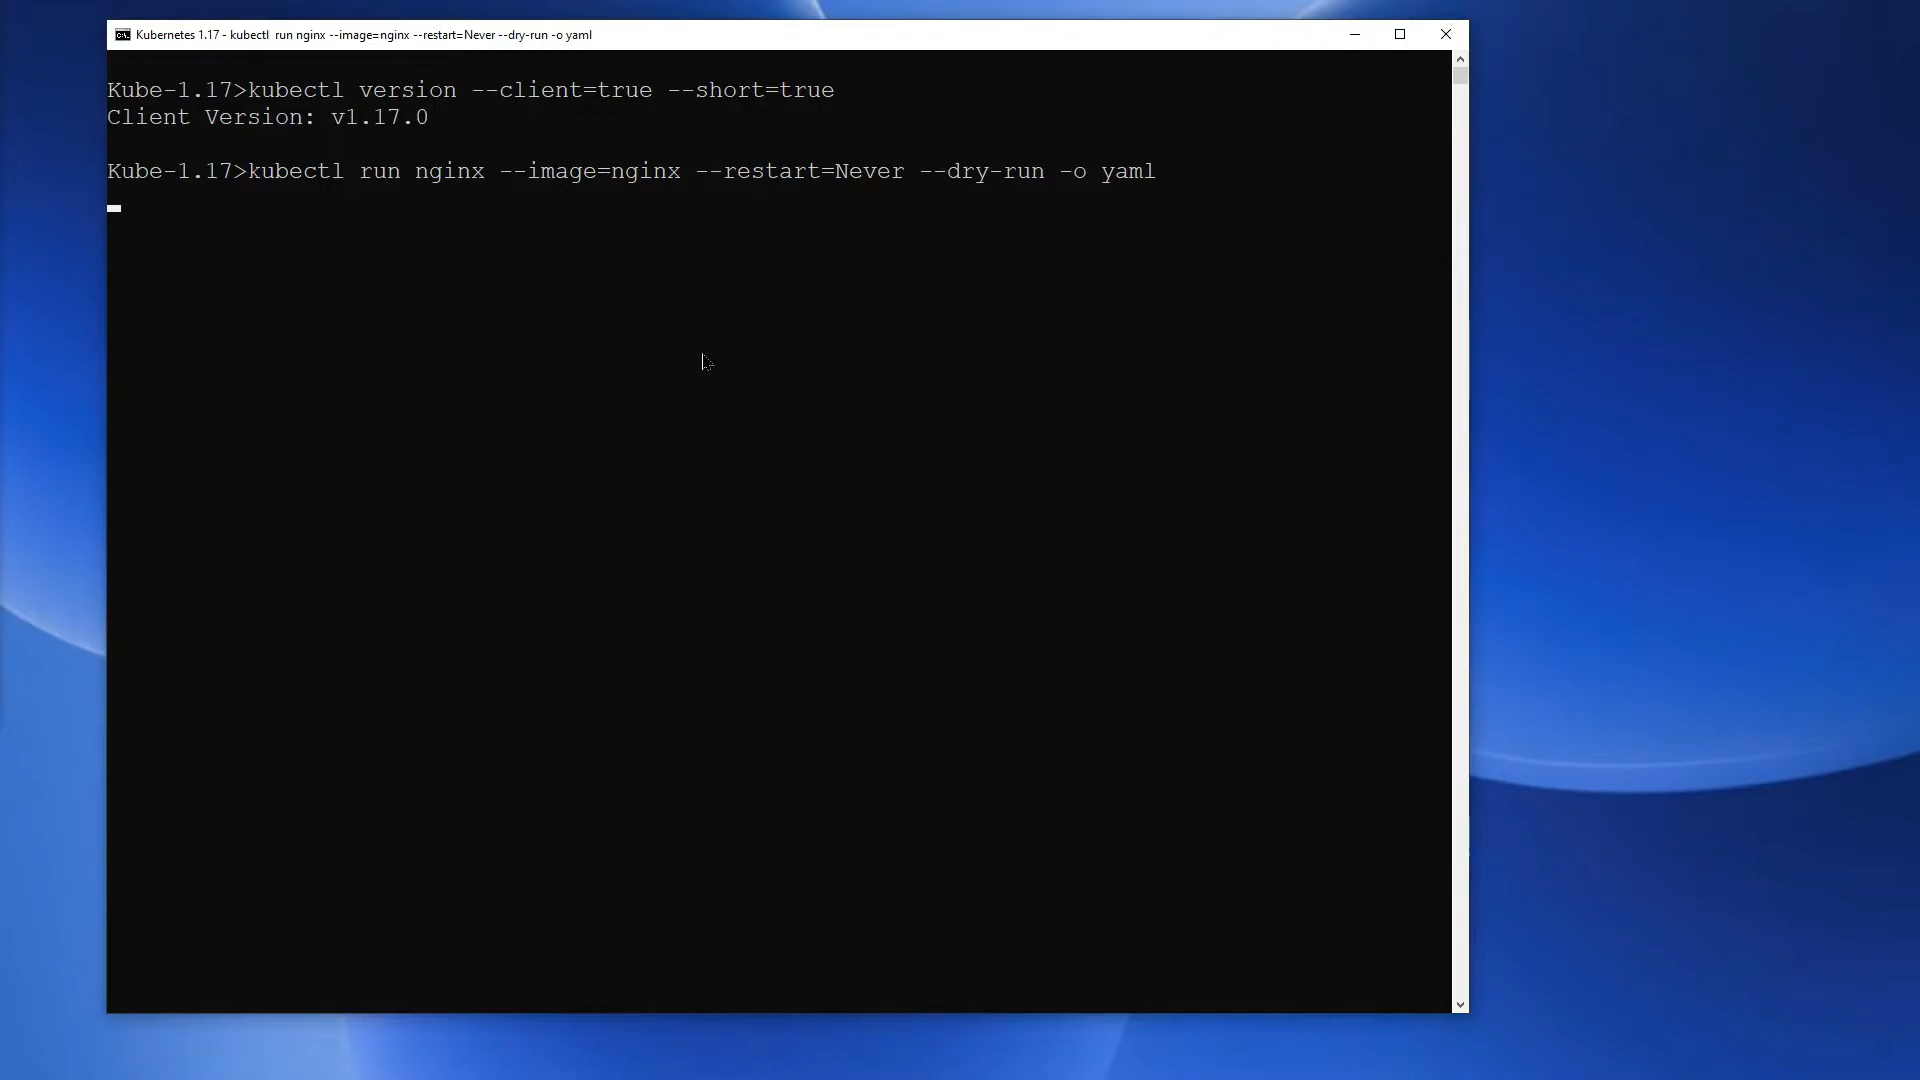 Kubernetes 1.17 - kubectl  run nginx --image=nginx --restart=Never --dry-run -o yaml
Kube-1.17>kubectl version --client=true --short=true
Client Version: v1.17.0
Kube-1.17>kubectl run nginx --image=nginx --restart=Never --dry-run -o yaml